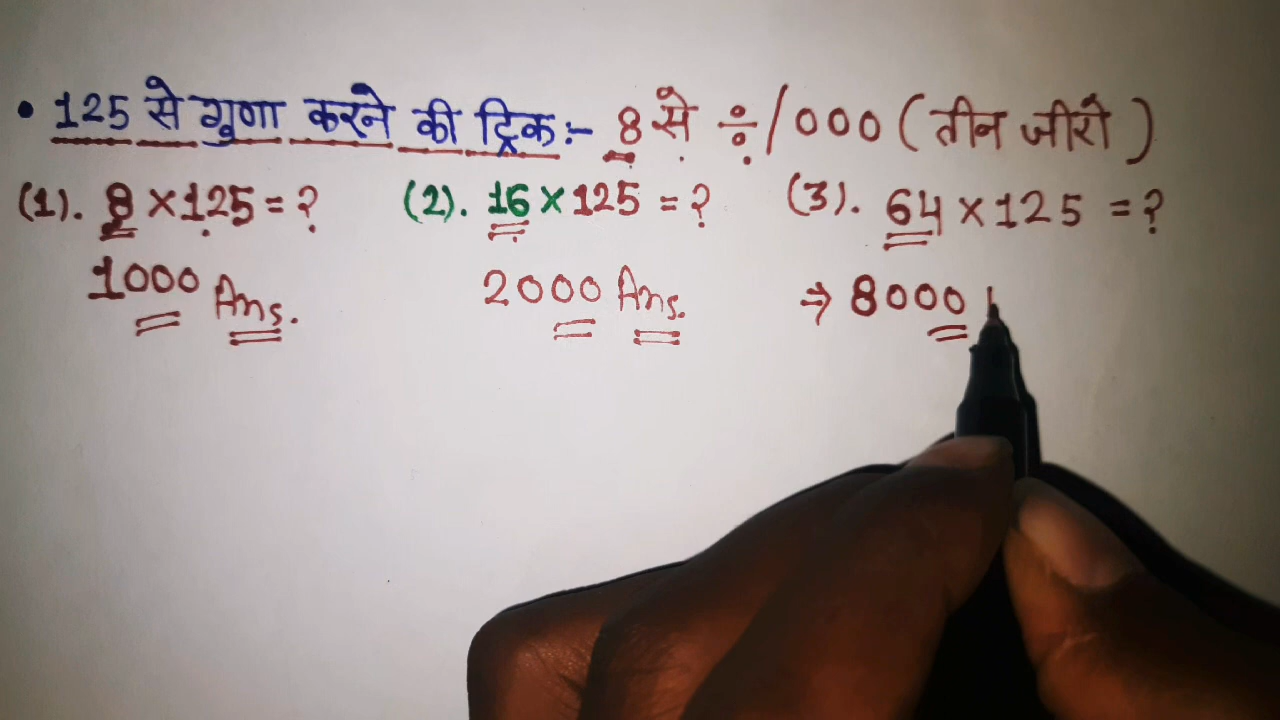 • 125 से गुणा करने की ट्रिक:- 8 से ÷/000 (तीन जीरो)
(1). 8×125=? (2). 16×125=? (3). 64×125=?
1000 Ans. 2000 Ans. ⇒ 8000